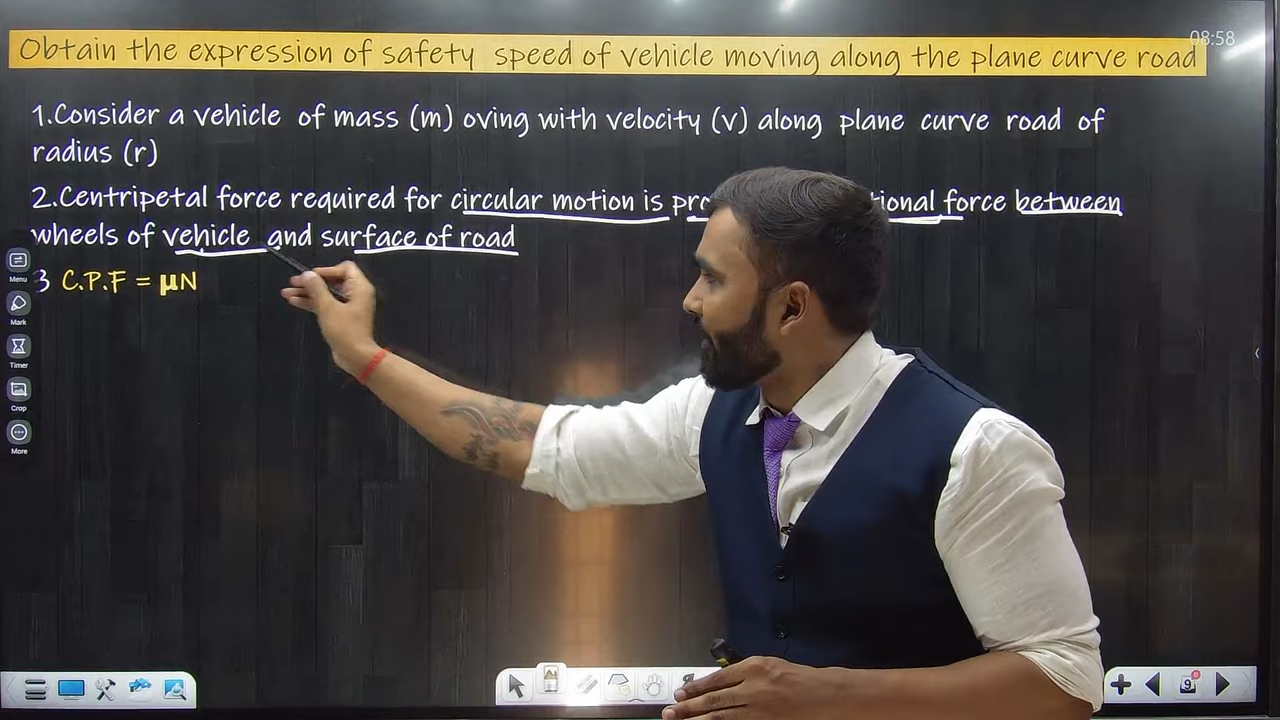 08:58
Obtain the expression of safety speed of vehicle moving along the plane curve road
1.Consider a vehicle of mass (m) oving with velocity (v) along plane curve road of
radius (r)
2.Centripetal force required for circular motion is force between
wheels of vehicle and surface of road
3 C.P.F = μN
Menu
Mark
Timer
Crop
More
9